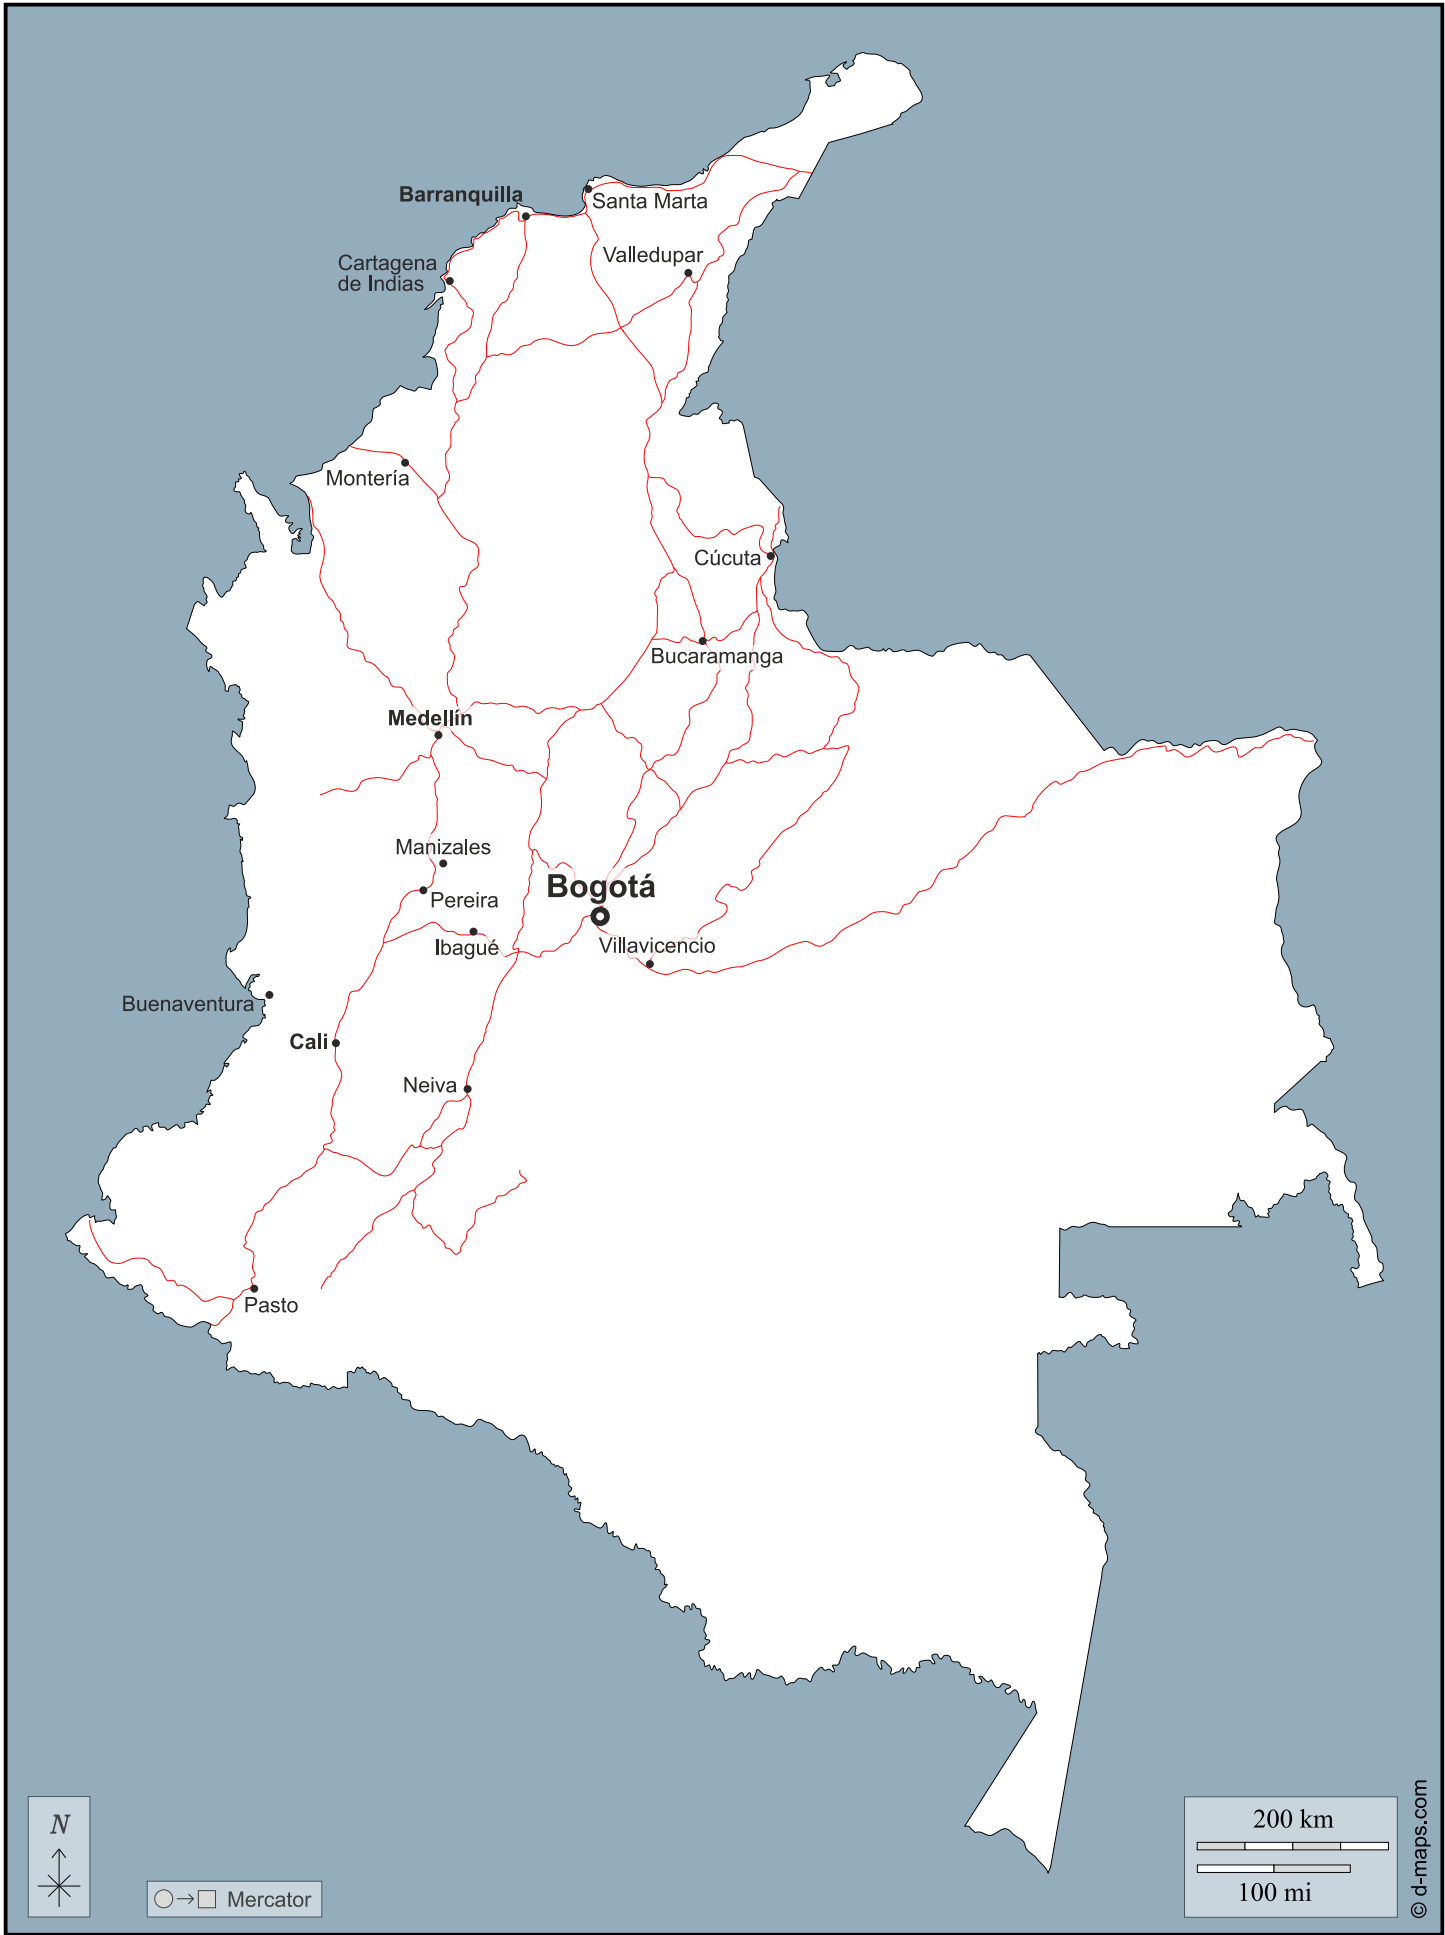 Barranquilla
Santa Marta
Valledupar
Cartagena
de Indias
Montería
Cúcuta
Bucaramanga
Medellín
Manizales
Bogotá
Pereira
Ibagué
Villavicencio
Buenaventura
Cali
Neiva
Pasto
N
Mercator
200 km
100 mi
© d-maps.com